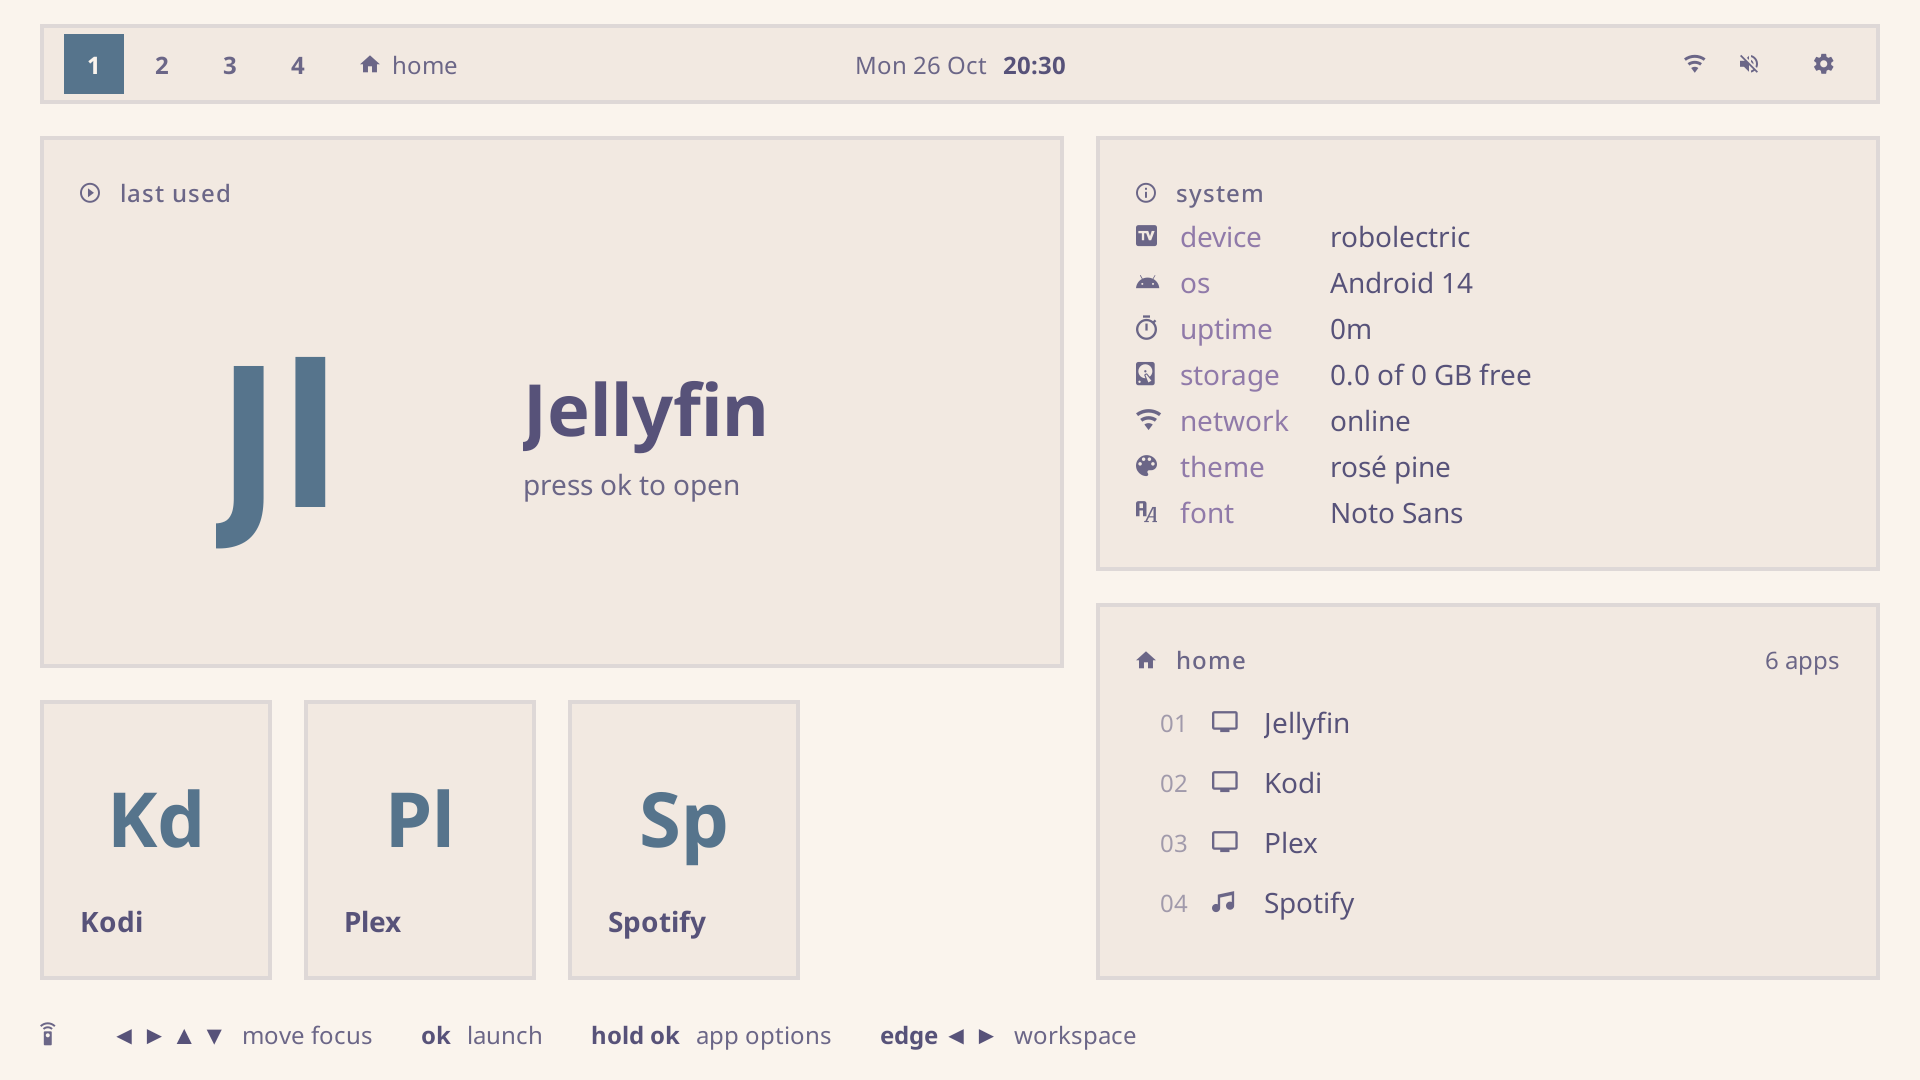 1 2 3 4 home Mon 26 Oct 20:30
last used
Jl
Jellyfin
press ok to open
system
device robolectric
os Android 14
uptime 0m
storage 0.0 of 0 GB free
network online
theme rosé pine
font Noto Sans
Kd
Kodi
Pl
Plex
Sp
Spotify
home 6 apps
01 Jellyfin
02 Kodi
03 Plex
04 Spotify
◀ ▶ ▲ ▼ move focus ok launch hold ok app options edge ◀ ▶ workspace